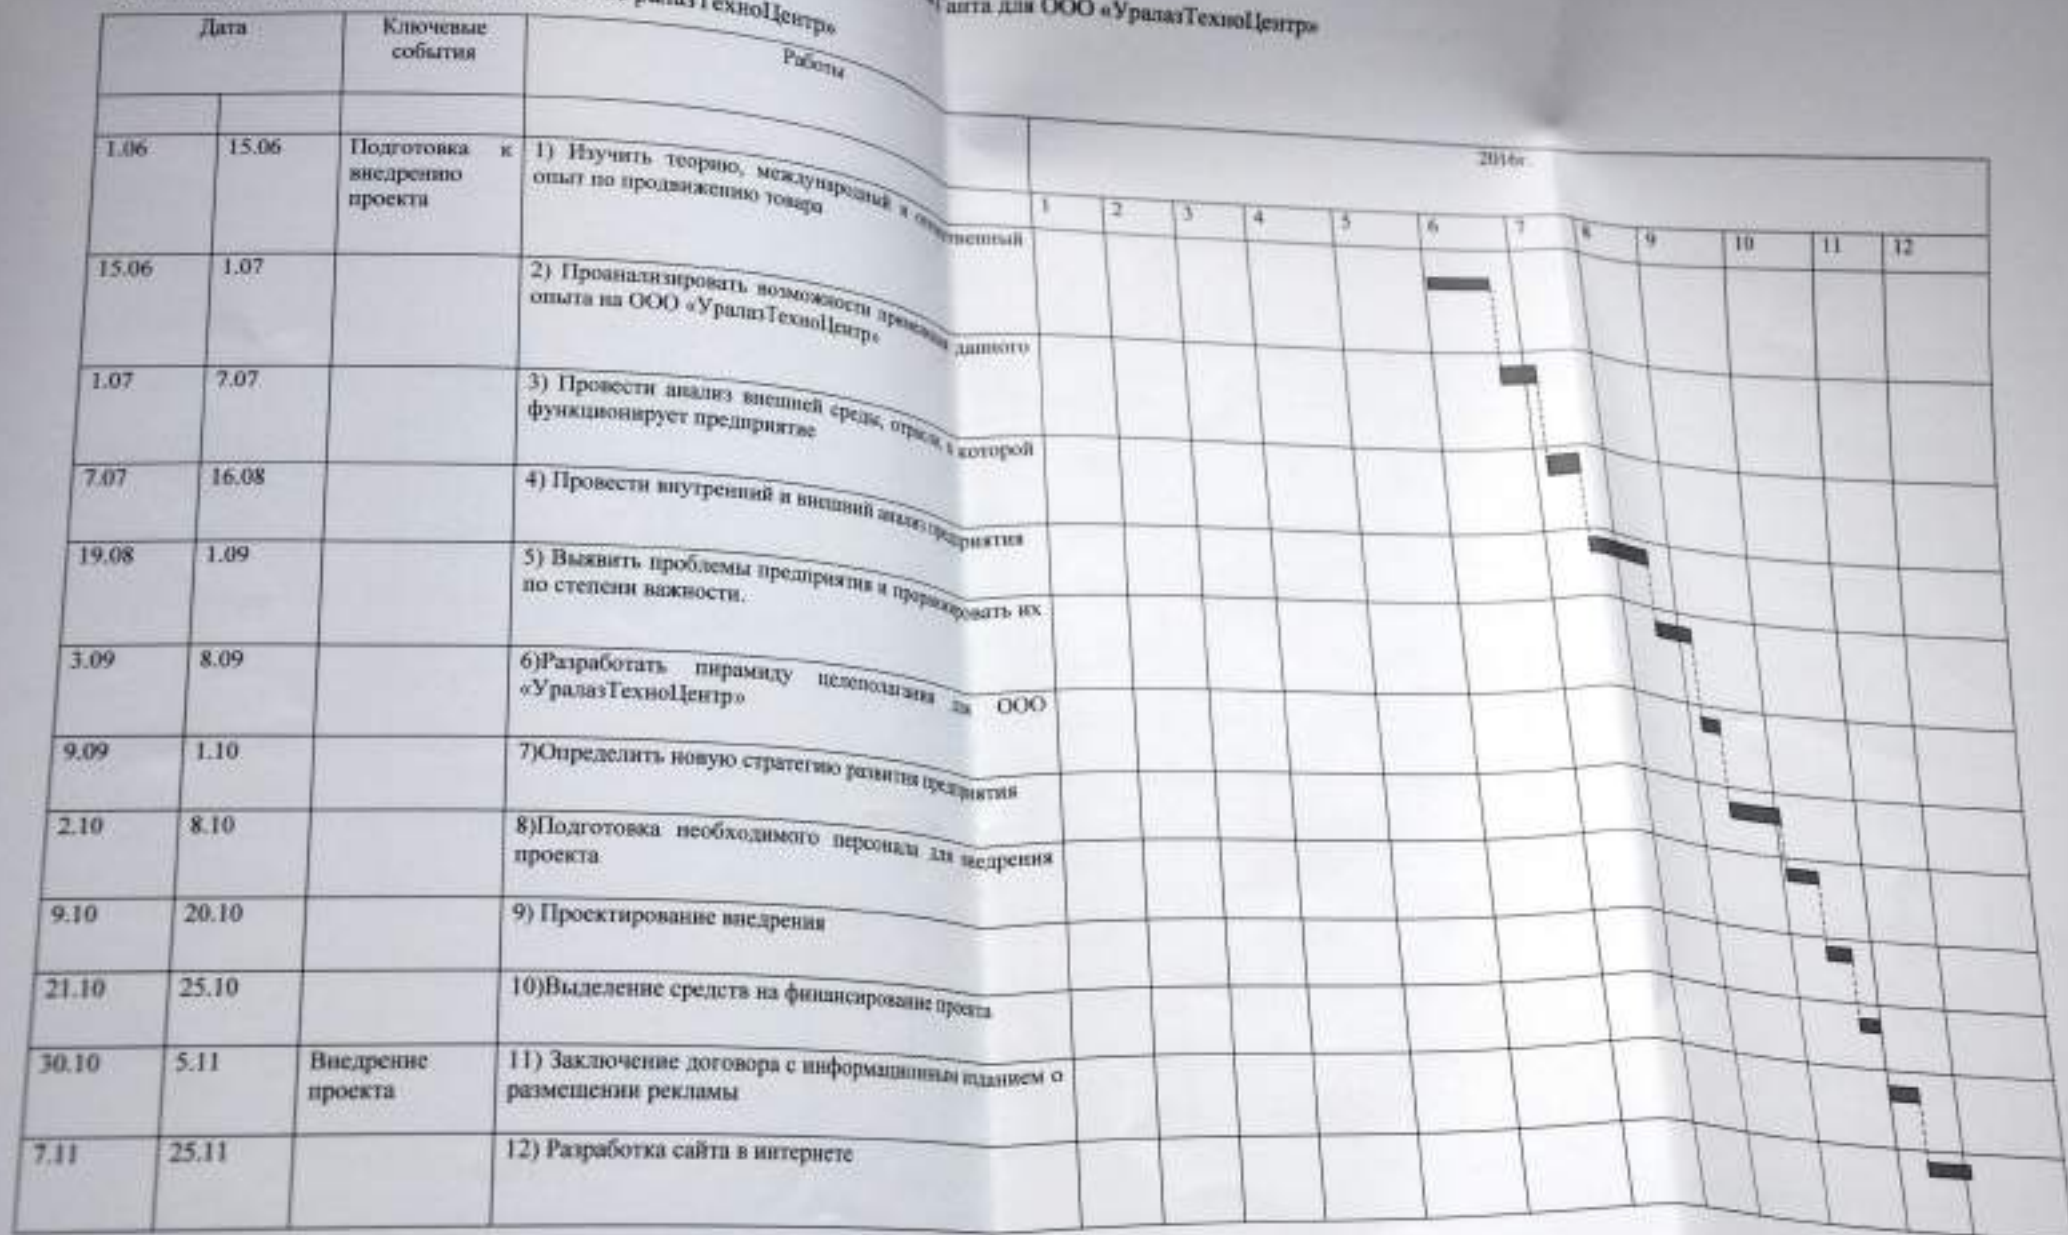 ТехноЦентр»
Ганта для ООО «УралазТехноЦентр»
Дата
Ключевые
события
Работы
2016г.
1 2 3 4 5 6 7 8 9 10 11 12
1.06 15.06
Подготовка к
внедрению
проекта
1) Изучить теорию, международный и отечественный
опыт по продвижению товара
15.06 1.07
2) Проанализировать возможности данного
опыта на ООО «УралазТехноЦентр»
1.07 7.07
3) Провести анализ внешней среды, отрасли, в которой
функционирует предприятие
7.07 16.08
4) Провести внутренний и внешний анализ предприятия
19.08 1.09
5) Выявить проблемы предприятия и проранжировать их
по степени важности.
3.09 8.09
6)Разработать пирамиду целеполагания для ООО
«УралазТехноЦентр»
9.09 1.10
7)Определить новую стратегию развития предприятия
2.10 8.10
8)Подготовка необходимого персонала для внедрения
проекта
9.10 20.10
9) Проектирование внедрения
21.10 25.10
10)Выделение средств на финансирование проекта
30.10 5.11
Внедрение
проекта
11) Заключение договора с информационным изданием о
размещении рекламы
7.11 25.11
12) Разработка сайта в интернете